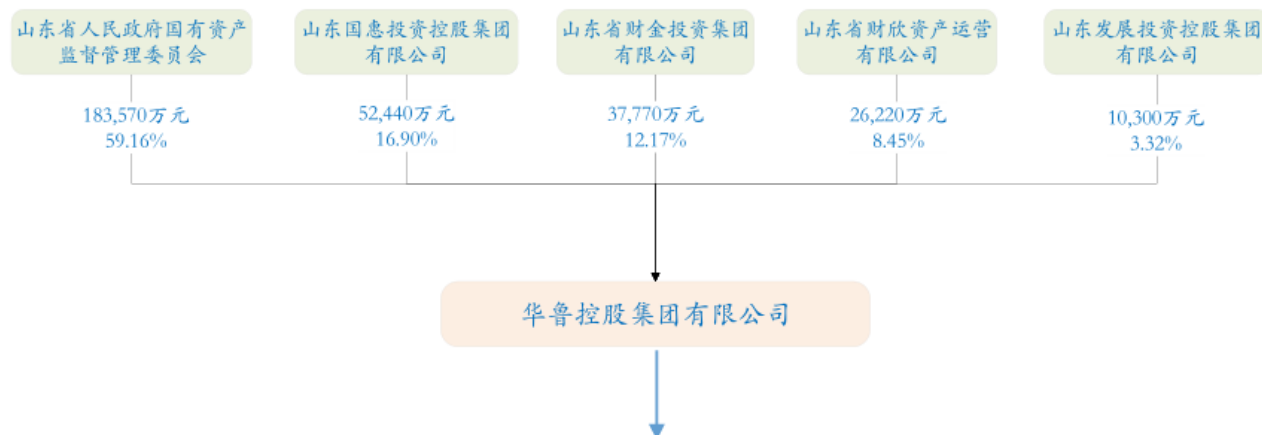 山东省人民政府国有资产
监督管理委员会
183,570万元
59.16%
山东国惠投资控股集团
有限公司
52,440万元
16.90%
山东省财金投资集团
有限公司
37,770万元
12.17%
山东省财欣资产运营
有限公司
26,220万元
8.45%
山东发展投资控股集团
有限公司
10,300万元
3.32%
华鲁控股集团有限公司